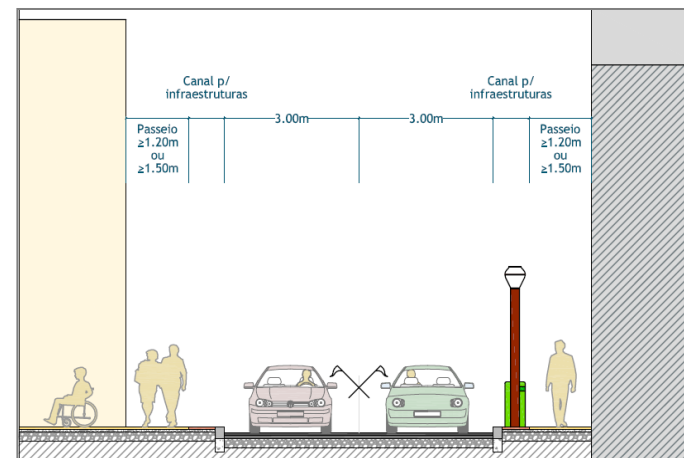 Canal p/
infraestruturas
Canal p/
infraestruturas
3.00m
3.00m
Passeio
≥1.20m
ou
≥1.50m
Passeio
≥1.20m
ou
≥1.50m